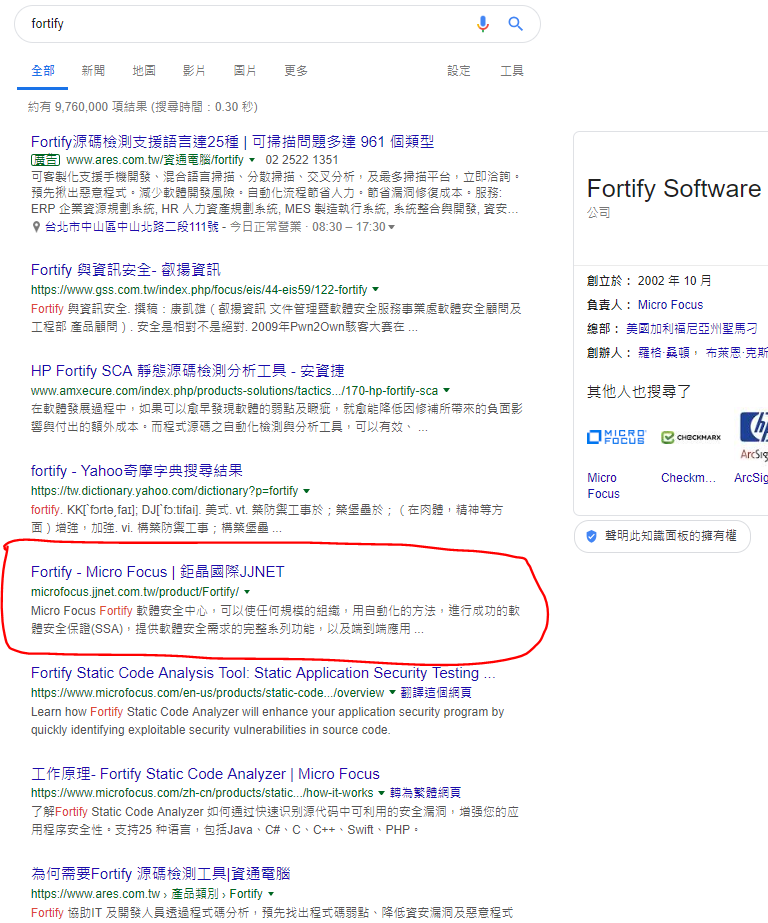 fortify
全部 新聞 地圖 影片 圖片 更多 設定 工具
約有 9,760,000 項結果 (搜尋時間：0.30 秒)
Fortify源碼檢測支援語言達25種 | 可掃描問題多達 961 個類型
廣告 www.ares.com.tw/資通電腦/fortify 02 2522 1351
可客製化支援手機開發、混合語言掃描、分散掃描、交叉分析，及最多掃描平台，立即洽詢。
預先揪出惡意程式。減少軟體開發風險。自動化流程節省人力。節省漏洞修復成本。服務:
ERP 企業資源規劃系統, HR 人力資產規劃系統, MES 製造執行系統, 系統整合與開發, 資安…
台北市中山區中山北路二段111號 - 今日正常營業 · 08:30 – 17:30
Fortify 與資訊安全- 叡揚資訊
https://www.gss.com.tw/index.php/focus/eis/44-eis59/122-fortify
Fortify 與資訊安全. 撰稿：康凱雄（叡揚資訊 文件管理暨軟體安全服務事業處軟體安全顧問及
工程部 產品顧問）. 安全是相對不是絕對. 2009年Pwn2Own駭客大賽在 ...
HP Fortify SCA 靜態源碼檢測分析工具 - 安資捷
www.amxecure.com/index.php/products-solutions/tactics.../170-hp-fortify-sca
在軟體發展過程中，如果可以愈早發現軟體的弱點及瑕疵，就愈能降低因修補所帶來的負面影
響與付出的額外成本。而程式源碼之自動化檢測與分析工具，可以有效、 ...
fortify - Yahoo奇摩字典搜尋結果
https://tw.dictionary.yahoo.com/dictionary?p=fortify
fortify. KK[ˋfɔrtə͵faɪ]; DJ[ˋfɔ:tifai]. 美式. vt. 築防禦工事於；築堡壘於；（在肉體，精神等方
面）增強，加強. vi. 構築防禦工事；構築堡壘 ...
Fortify - Micro Focus | 鉅晶國際JJNET
microfocus.jjnet.com.tw/product/Fortify/
Micro Focus Fortify 軟體安全中心，可以使任何規模的組織，用自動化的方法，進行成功的軟
體安全保證(SSA)，提供軟體安全需求的完整系列功能，以及端到端應用 ...
Fortify Static Code Analysis Tool: Static Application Security Testing ...
https://www.microfocus.com/en-us/products/static-code.../overview 翻譯這個網頁
Learn how Fortify Static Code Analyzer will enhance your application security program by
quickly identifying exploitable security vulnerabilities in source code.
工作原理- Fortify Static Code Analyzer | Micro Focus
https://www.microfocus.com/zh-cn/products/static.../how-it-works 轉為繁體網頁
了解Fortify Static Code Analyzer 如何通过快速识别源代码中可利用的安全漏洞，增强您的应
用程序安全性。支持25 种语言，包括Java、C#、C、C++、Swift、PHP。
為何需要Fortify 源碼檢測工具|資通電腦
https://www.ares.com.tw › 產品類別 › Fortify
Fortify 協助IT 及開發人員透過程式碼分析，預先找出程式碼弱點、降低資安漏洞及惡意程式
Fortify Software
公司
創立於： 2002 年 10 月
負責人： Micro Focus
總部： 美國加利福尼亞州聖馬刁
創辦人： 羅格·桑頓， 布萊恩·克斯
其他人也搜尋了
MICRO FOCUS
CHECKMARX
hp
ArcSig
Micro Focus
Checkm…
ArcSig
聲明此知識面板的擁有權